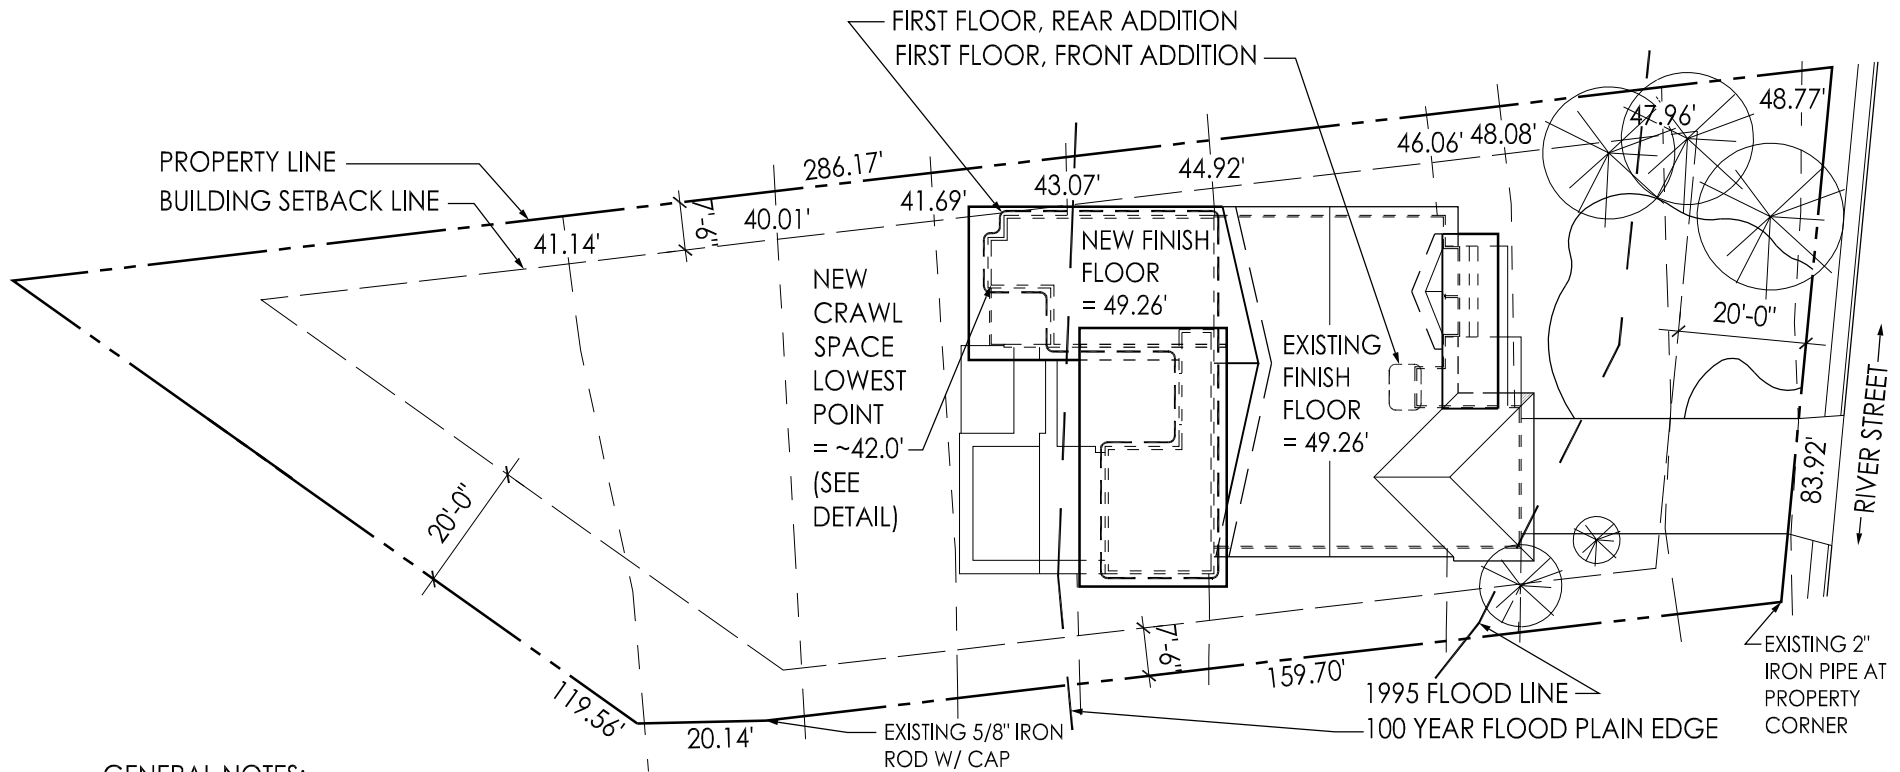 FIRST FLOOR, REAR ADDITION
FIRST FLOOR, FRONT ADDITION
PROPERTY LINE
BUILDING SETBACK LINE
286.17'
48.77'
47.96'
48.08'
46.06'
44.92'
43.07'
41.69'
40.01'
41.14'
7'-6"
NEW FINISH
FLOOR
= 49.26'
NEW
CRAWL
SPACE
LOWEST
POINT
= ~42.0'
(SEE
DETAIL)
EXISTING
FINISH
FLOOR
= 49.26'
20'-0"
RIVER STREET
83.92'
20'-0"
7'-6"
159.70'
119.56'
20.14'
EXISTING 5/8" IRON
ROD W/ CAP
1995 FLOOD LINE
100 YEAR FLOOD PLAIN EDGE
EXISTING 2"
IRON PIPE AT
PROPERTY
CORNER
GENERAL NOTES: